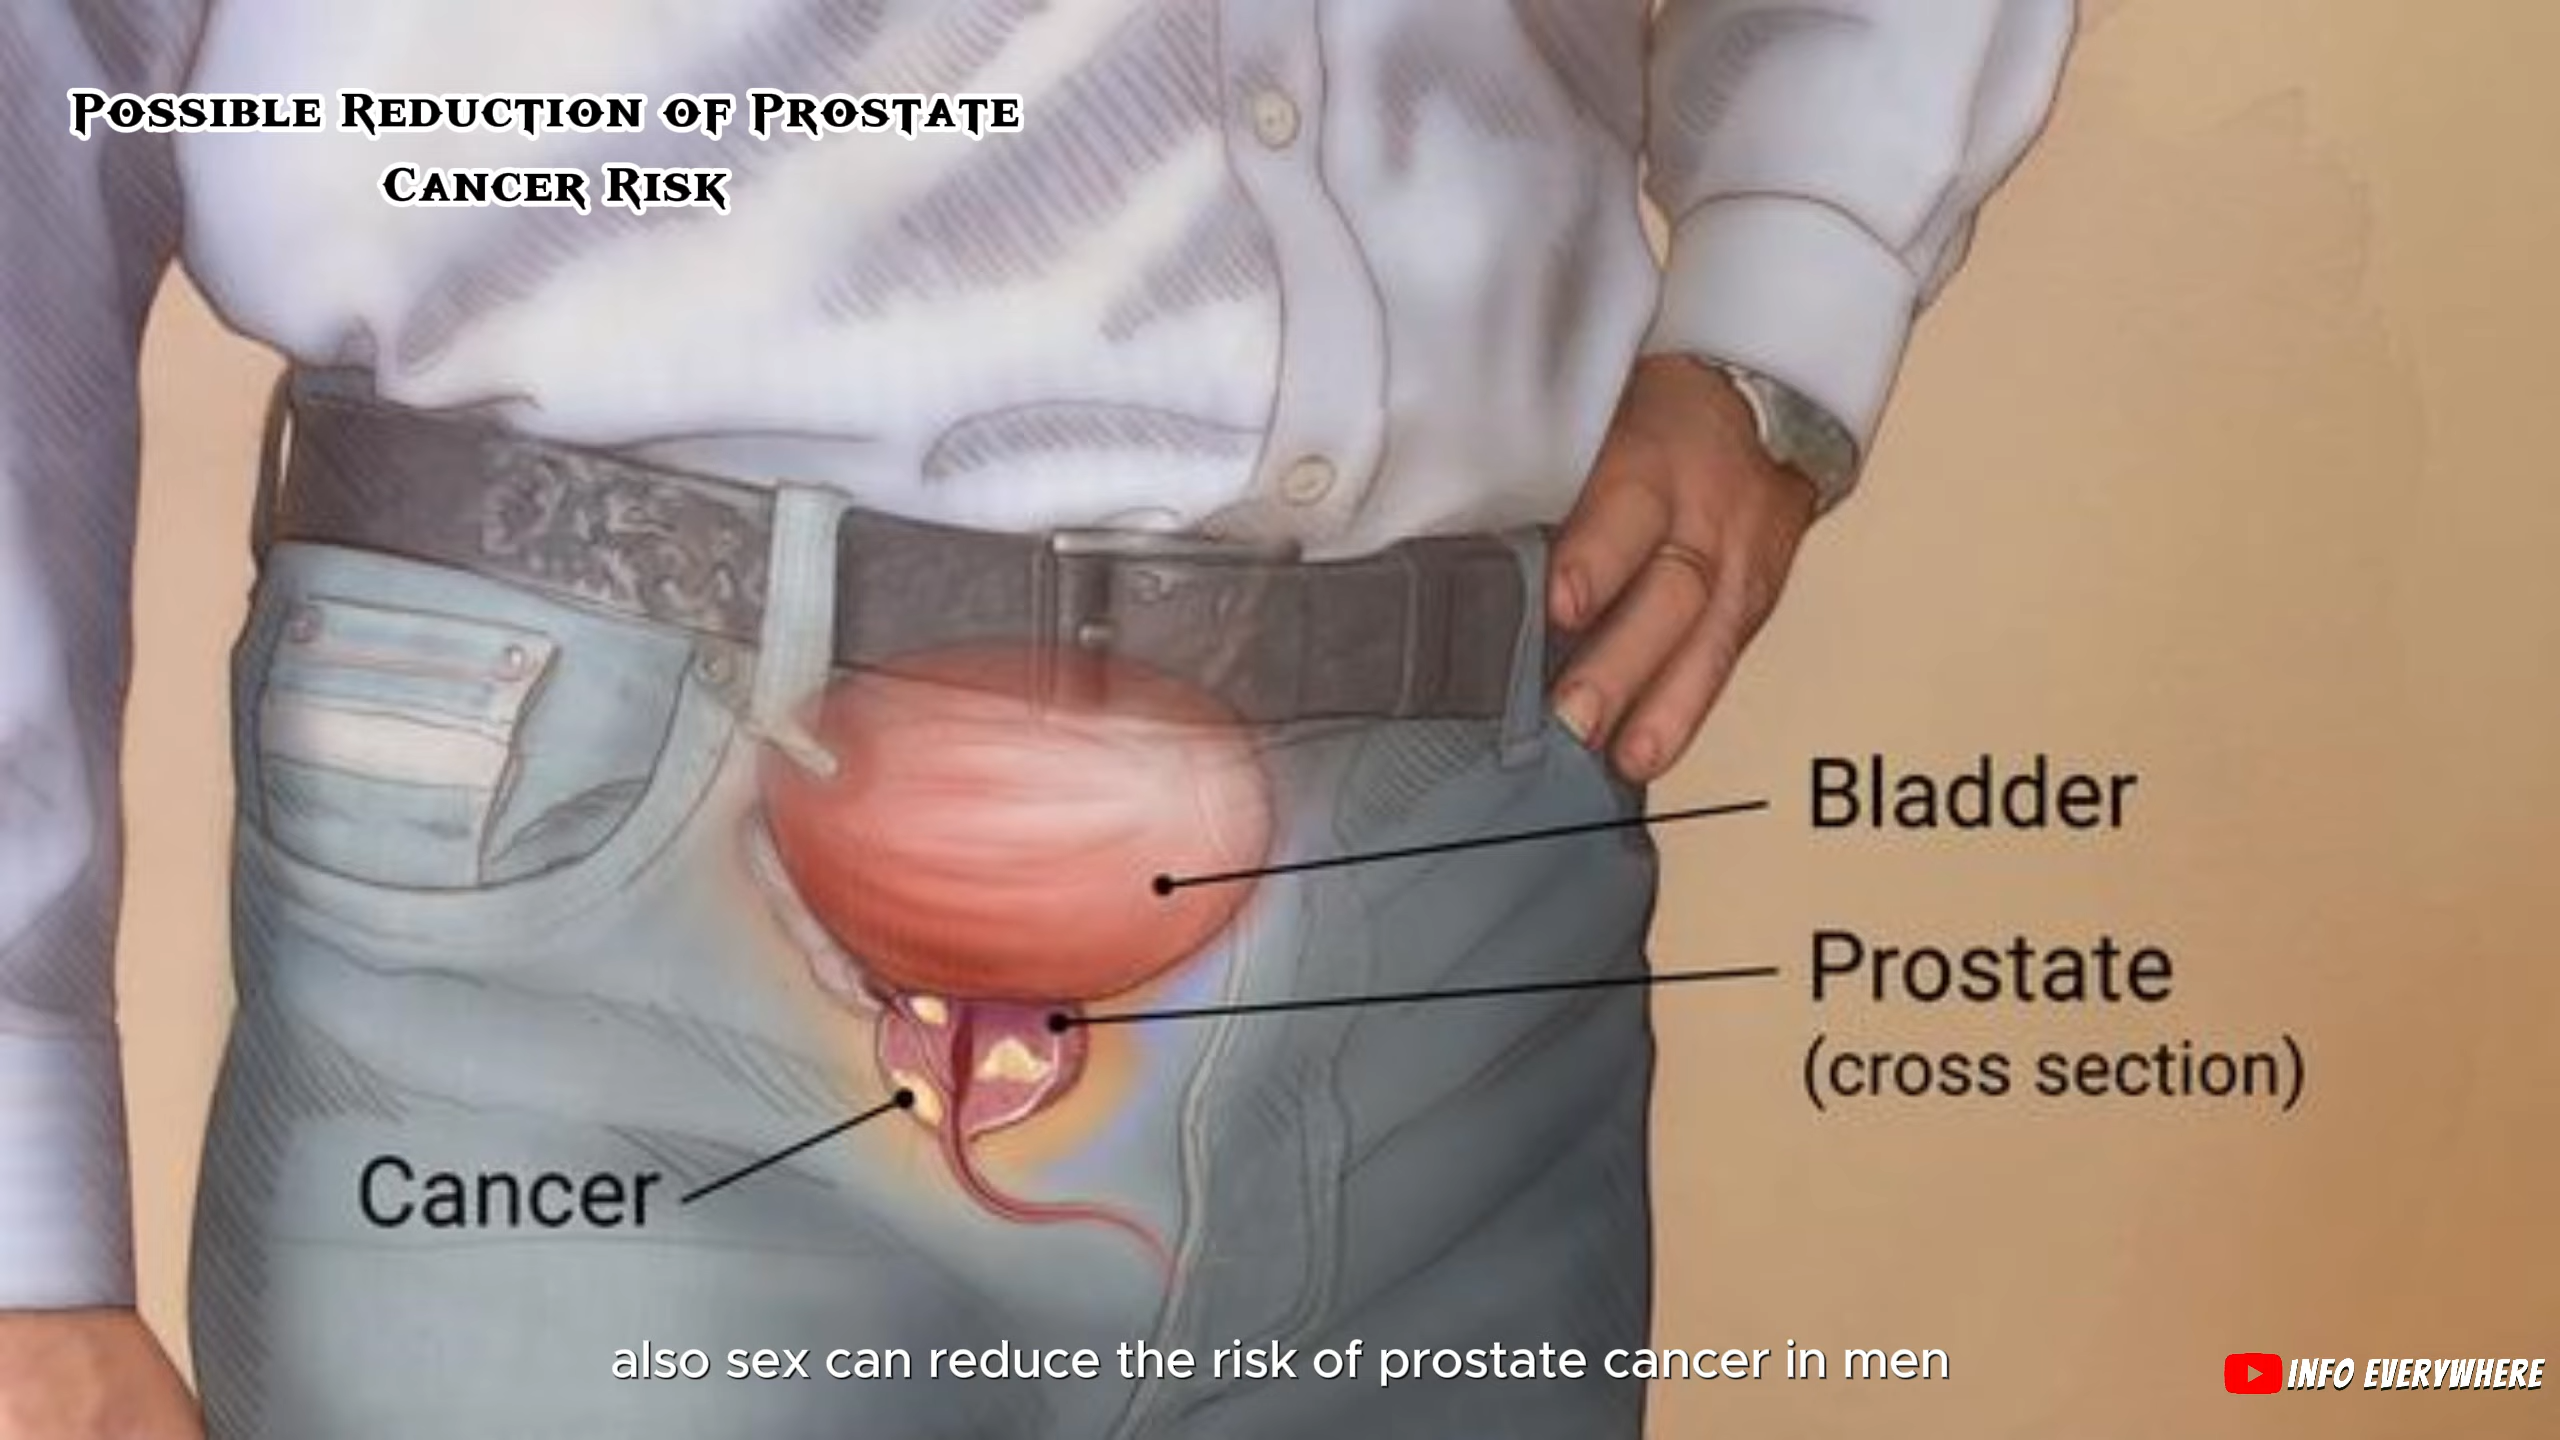 Possible Reduction of Prostate
Cancer Risk
Bladder
Prostate
(cross section)
Cancer
also sex can reduce the risk of prostate cancer in men
INFO EVERYWHERE